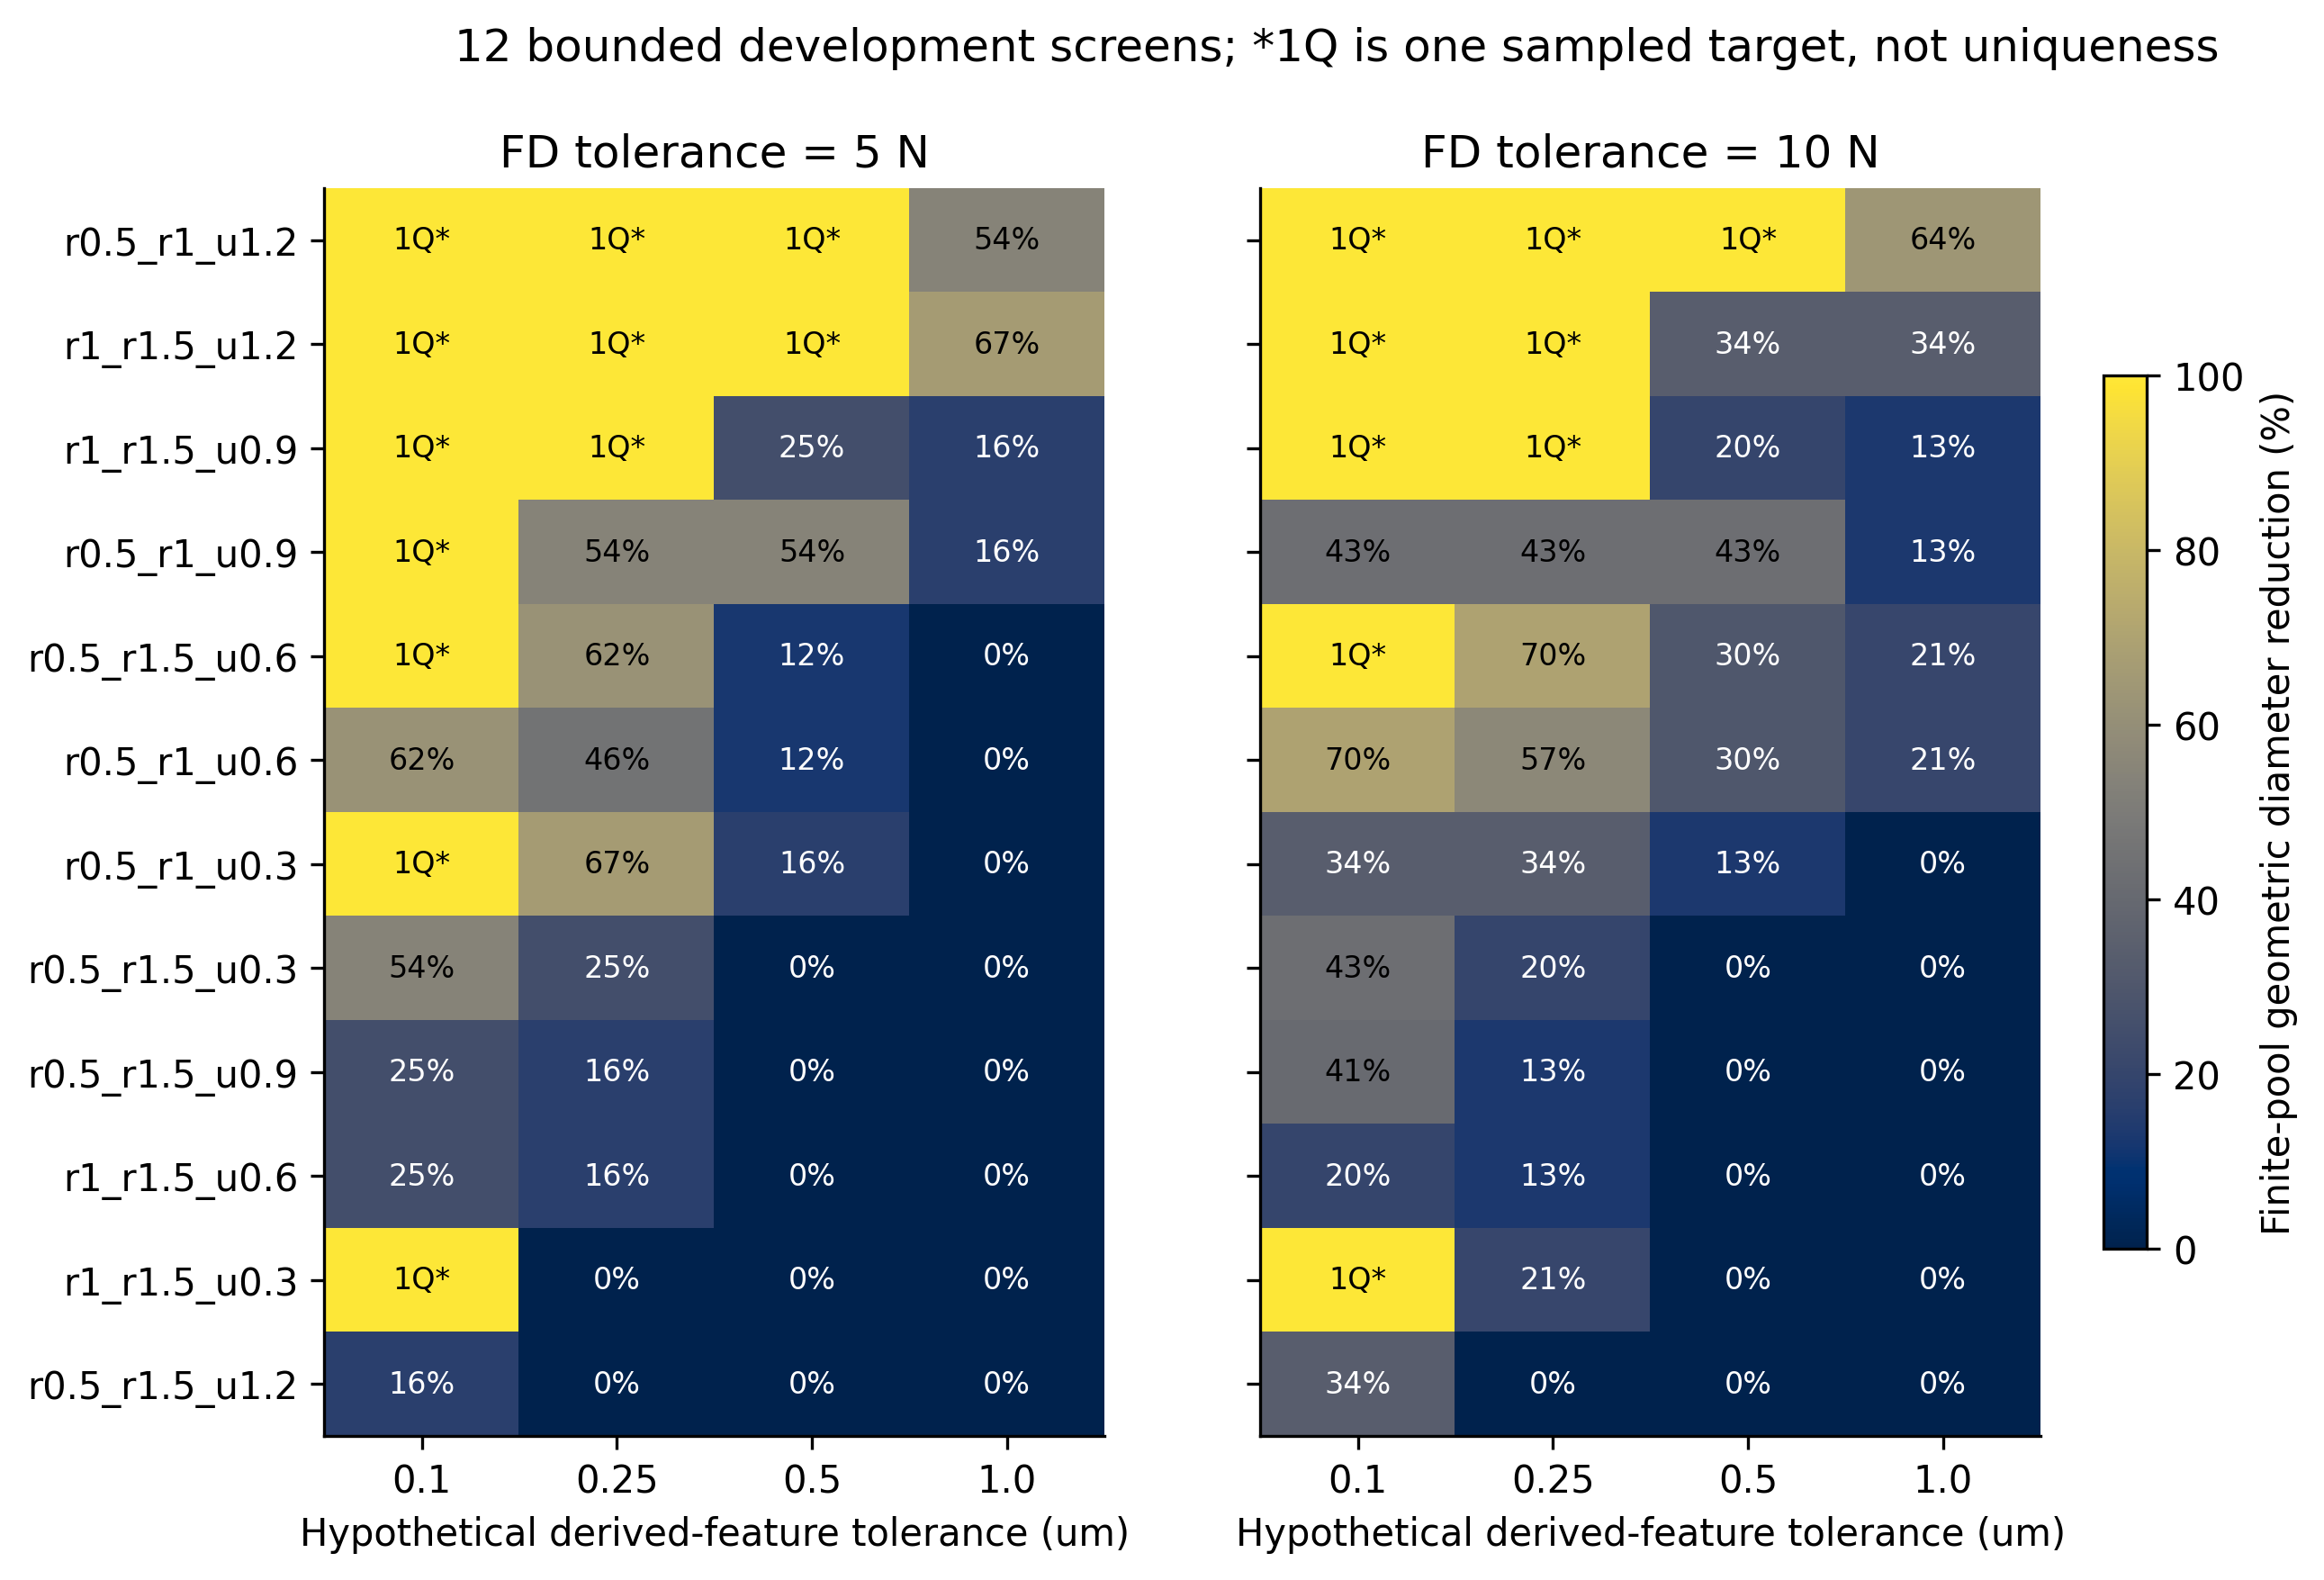 12 bounded development screens; *1Q is one sampled target, not uniqueness
FD tolerance = 5 N
FD tolerance = 10 N
r0.5_r1_u1.2 1Q* 1Q* 1Q* 54% 1Q* 1Q* 1Q* 64%
r1_r1.5_u1.2 1Q* 1Q* 1Q* 67% 1Q* 1Q* 34% 34%
r1_r1.5_u0.9 1Q* 1Q* 25% 16% 1Q* 1Q* 20% 13%
r0.5_r1_u0.9 1Q* 54% 54% 16% 43% 43% 43% 13%
r0.5_r1.5_u0.6 1Q* 62% 12% 0% 1Q* 70% 30% 21%
r0.5_r1_u0.6 62% 46% 12% 0% 70% 57% 30% 21%
r0.5_r1_u0.3 1Q* 67% 16% 0% 34% 34% 13% 0%
r0.5_r1.5_u0.3 54% 25% 0% 0% 43% 20% 0% 0%
r0.5_r1.5_u0.9 25% 16% 0% 0% 41% 13% 0% 0%
r1_r1.5_u0.6 25% 16% 0% 0% 20% 13% 0% 0%
r1_r1.5_u0.3 1Q* 0% 0% 0% 1Q* 21% 0% 0%
r0.5_r1.5_u1.2 16% 0% 0% 0% 34% 0% 0% 0%
0.1 0.25 0.5 1.0
0.1 0.25 0.5 1.0
Hypothetical derived-feature tolerance (um)
Hypothetical derived-feature tolerance (um)
100
80
60
40
20
0
Finite-pool geometric diameter reduction (%)